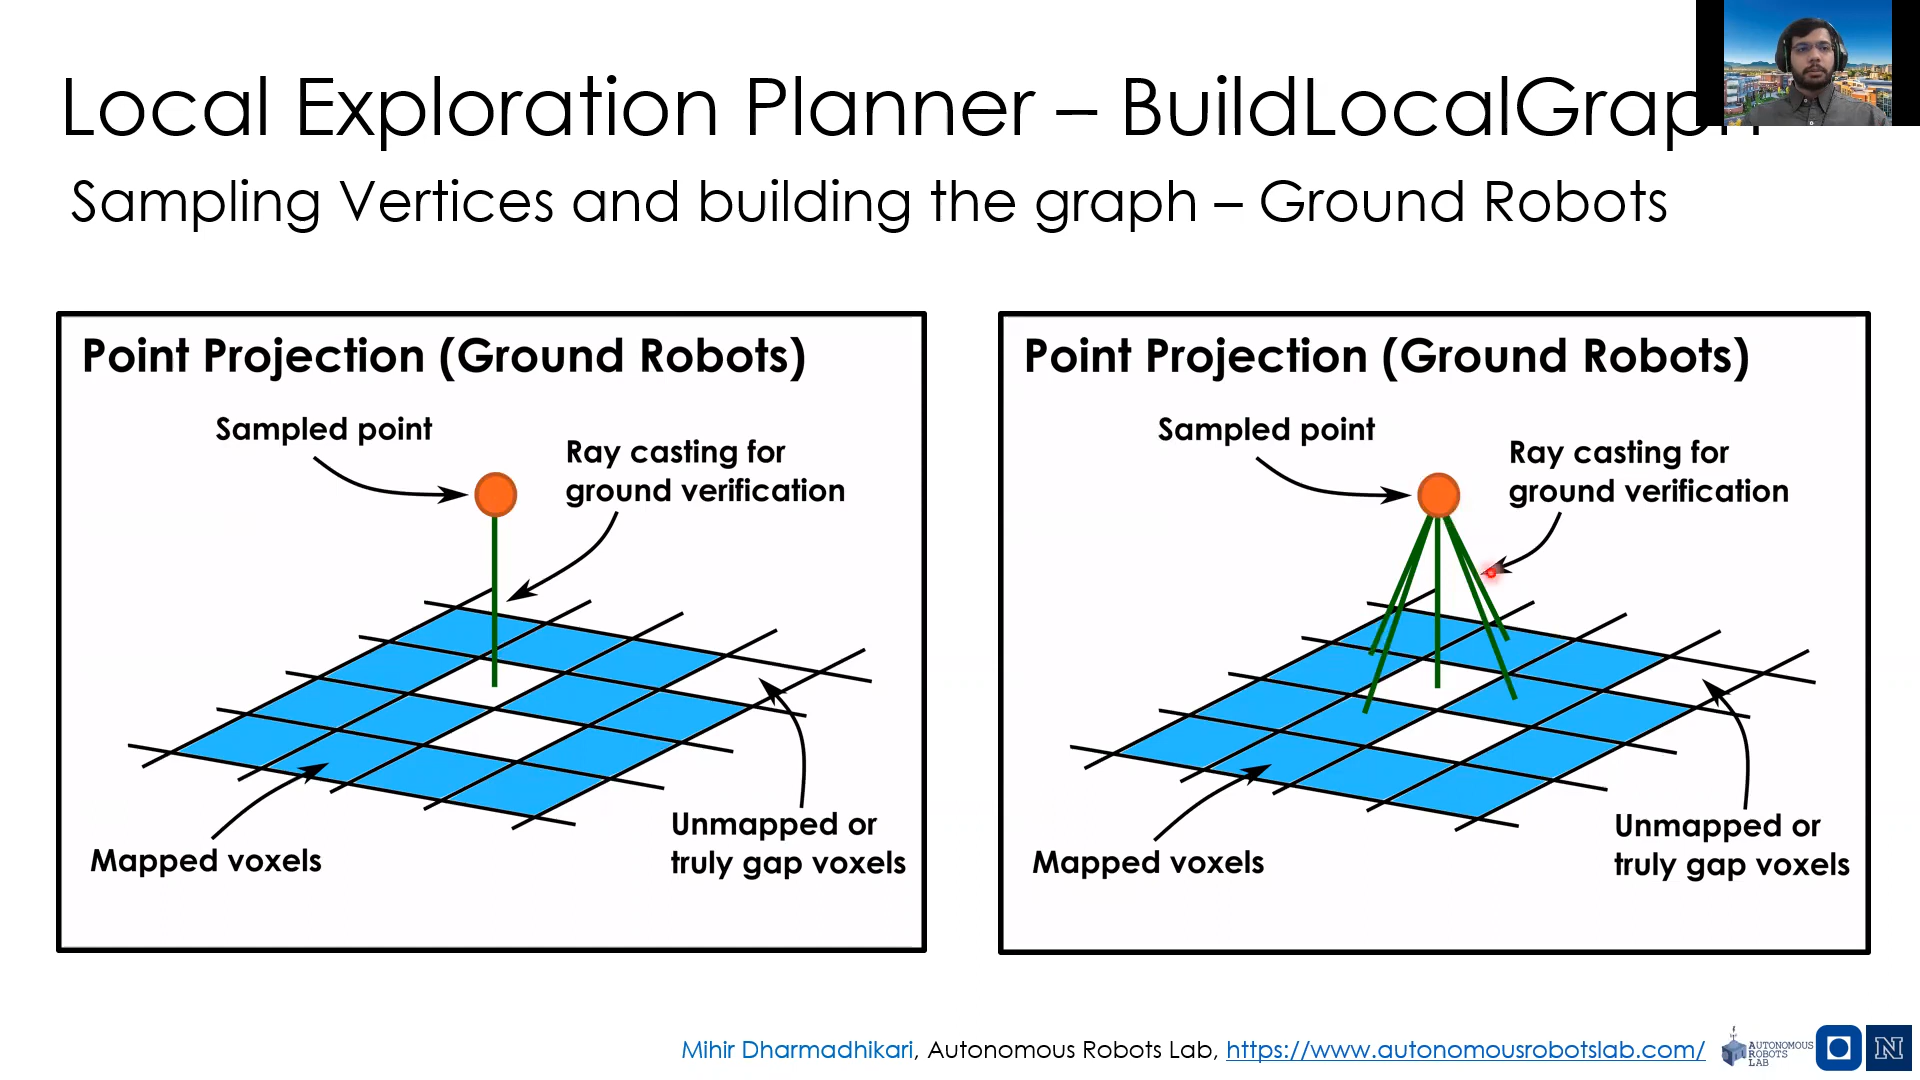 Local Exploration Planner – BuildLocalGraph
Sampling Vertices and building the graph – Ground Robots
Point Projection (Ground Robots)
Sampled point
Ray casting for
ground verification
Mapped voxels
Unmapped or
truly gap voxels
Point Projection (Ground Robots)
Sampled point
Ray casting for
ground verification
Mapped voxels
Unmapped or
truly gap voxels
Mihir Dharmadhikari, Autonomous Robots Lab, https://www.autonomousrobotslab.com/
AUTONOMOUS
ROBOTS
LAB
N